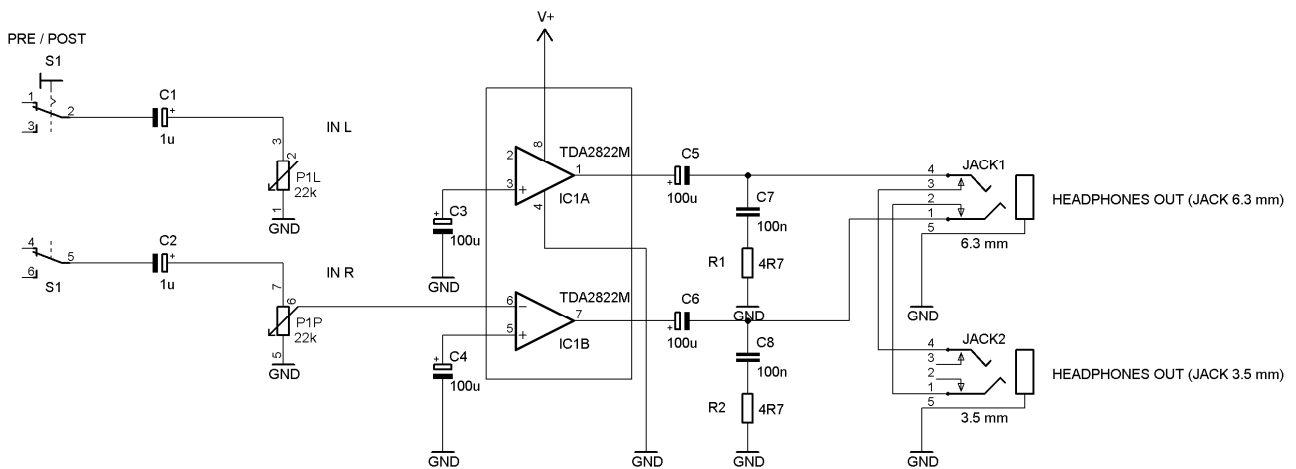 V+
PRE / POST
S1
1
2
3
C1
+
1u
3
IN L
2
P1L
22k
1
GND
4
5
6
S1
C2
+
1u
7
IN R
6
P1P
22k
5
GND
TDA2822M
2
3
+
8
1
4
IC1A
+
C3
100u
GND
TDA2822M
6
−
5
+
7
IC1B
+
C4
100u
GND
GND
C5
+
100u
C7
100n
R1
4R7
GND
C6
+
100u
C8
100n
R2
4R7
GND
JACK1
4
3
2
1
5
6.3 mm
HEADPHONES OUT (JACK 6.3 mm)
GND
JACK2
4
3
2
1
5
3.5 mm
HEADPHONES OUT (JACK 3.5 mm)
GND